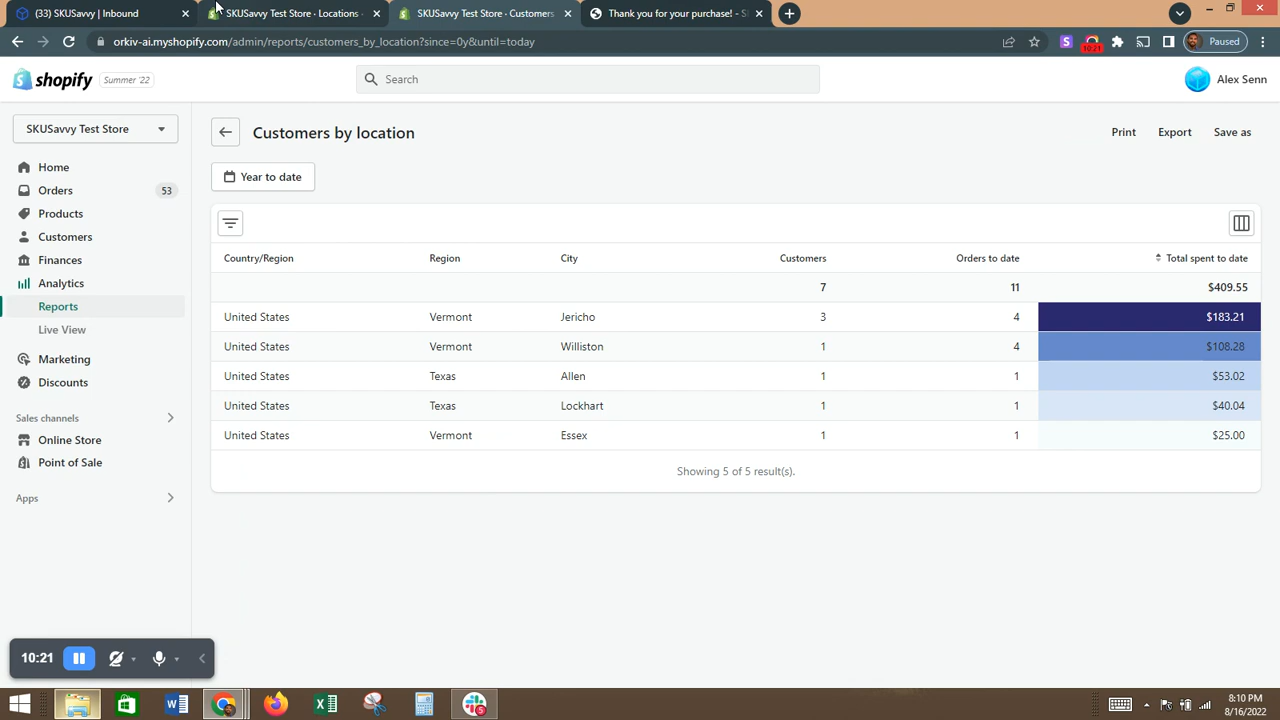 (33) SKUSavvy | Inbound
SKUSavvy Test Store · Locations ·
SKUSavvy Test Store · Customers
Thank you for your purchase! - S
orkiv-ai.myshopify.com/admin/reports/customers_by_location?since=0y&until=today
10:21
Paused
shopify
Summer '22
Search
Alex Senn
SKUSavvy Test Store
Home
Orders 53
Products
Customers
Finances
Analytics
Reports
Live View
Marketing
Discounts
Sales channels
Online Store
Point of Sale
Apps
Customers by location
Print Export Save as
Year to date
Country/Region Region City Customers Orders to date Total spent to date
7 11 $409.55
United States Vermont Jericho 3 4 $183.21
United States Vermont Williston 1 4 $108.28
United States Texas Allen 1 1 $53.02
United States Texas Lockhart 1 1 $40.04
United States Vermont Essex 1 1 $25.00
Showing 5 of 5 result(s).
10:21
8:10 PM
8/16/2022